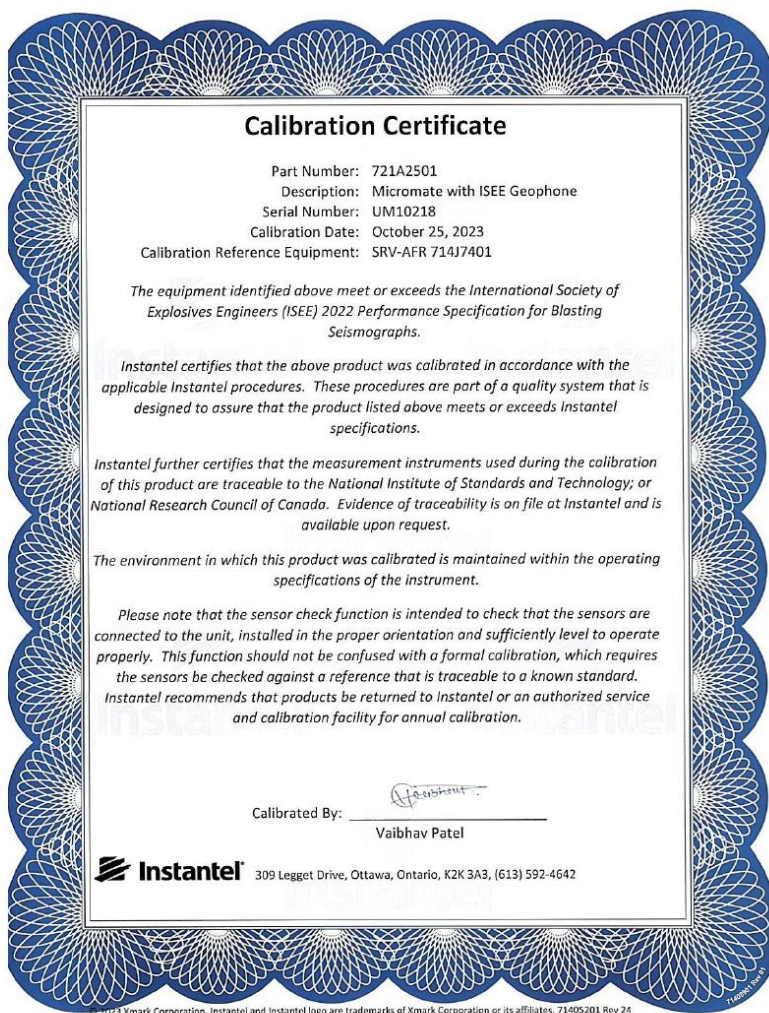 Calibration Certificate
Part Number: 721A2501
Description: Micromate with ISEE Geophone
Serial Number: UM10218
Calibration Date: October 25, 2023
Calibration Reference Equipment: SRV-AFR 714J7401
The equipment identified above meet or exceeds the International Society of
Explosives Engineers (ISEE) 2022 Performance Specification for Blasting
Seismographs.
Instantel certifies that the above product was calibrated in accordance with the
applicable Instantel procedures. These procedures are part of a quality system that is
designed to assure that the product listed above meets or exceeds Instantel
specifications.
Instantel further certifies that the measurement instruments used during the calibration
of this product are traceable to the National Institute of Standards and Technology; or
National Research Council of Canada. Evidence of traceability is on file at Instantel and is
available upon request.
The environment in which this product was calibrated is maintained within the operating
specifications of the instrument.
Please note that the sensor check function is intended to check that the sensors are
connected to the unit, installed in the proper orientation and sufficiently level to operate
properly. This function should not be confused with a formal calibration, which requires
the sensors be checked against a reference that is traceable to a known standard.
Instantel recommends that products be returned to Instantel or an authorized service
and calibration facility for annual calibration.
Calibrated By:
Vaibhav Patel
Instantel 309 Legget Drive, Ottawa, Ontario, K2K 3A3, (613) 592-4642
© 2023 Xmark Corporation. Instantel and Instantel logo are trademarks of Xmark Corporation or its affiliates. 71405201 Rev 24